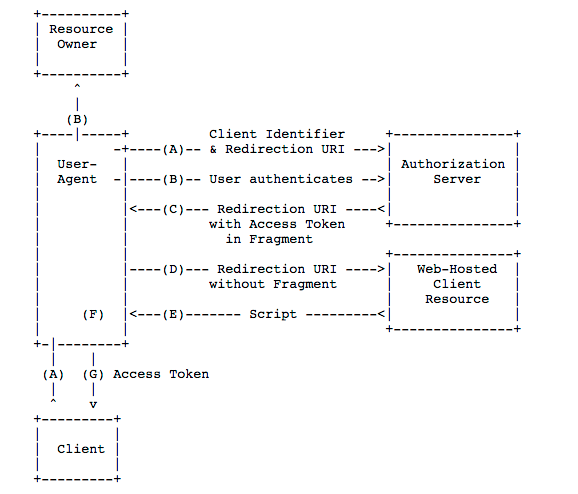 Resource
Owner
(B)
Client Identifier
(A) & Redirection URI
User-
Agent
Authorization
Server
(B) User authenticates
(C) Redirection URI
with Access Token
in Fragment
(D) Redirection URI
without Fragment
Web-Hosted
Client
Resource
(F)
(E) Script
(A) (G) Access Token
Client